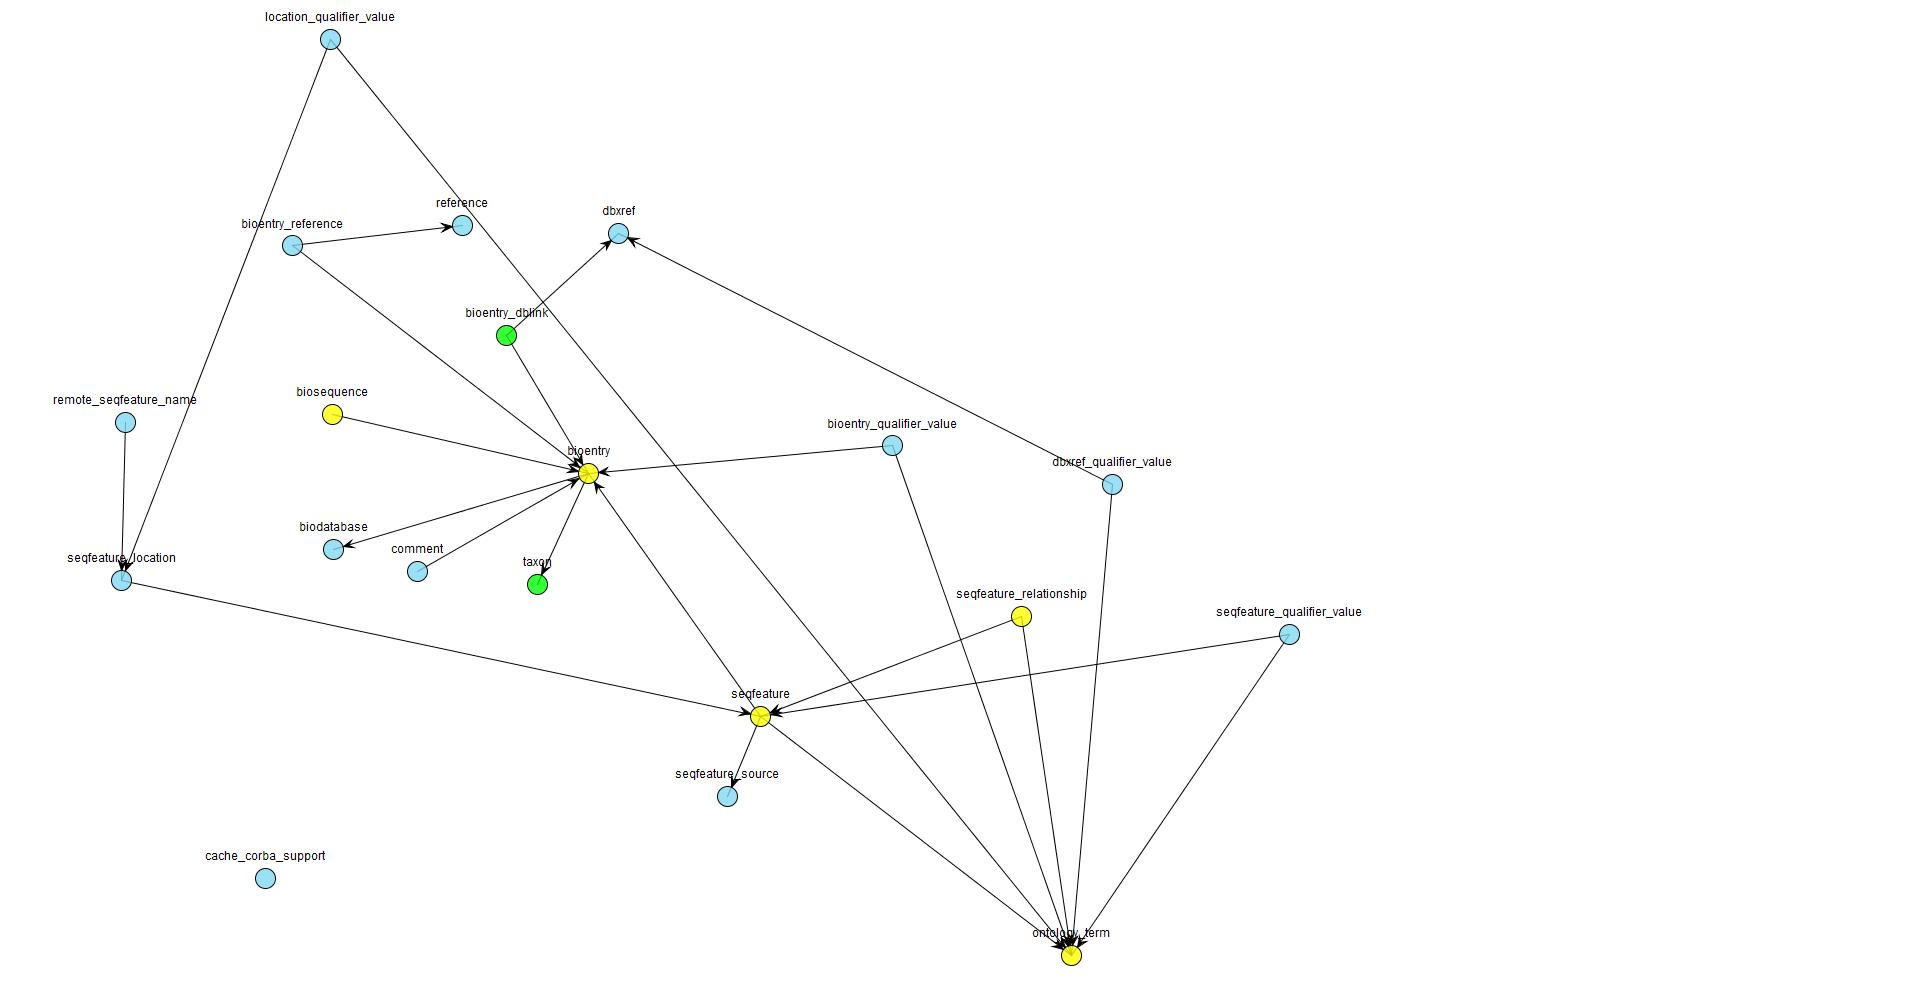 location_qualifier_value
reference
dbxref
bioentry_reference
bioentry_dblink
biosequence
remote_seqfeature_name
bioentry_qualifier_value
bioentry
dbxref_qualifier_value
biodatabase
comment
seqfeature_location
taxon
seqfeature_relationship
seqfeature_qualifier_value
seqfeature
seqfeature_source
cache_corba_support
ontology_term